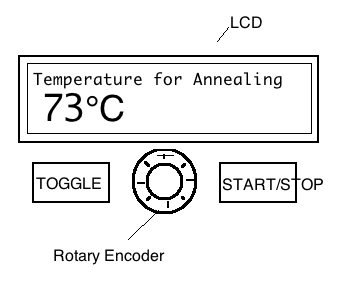 LCD
Temperature for Annealing
73°C
TOGGLE
START/STOP
Rotary Encoder